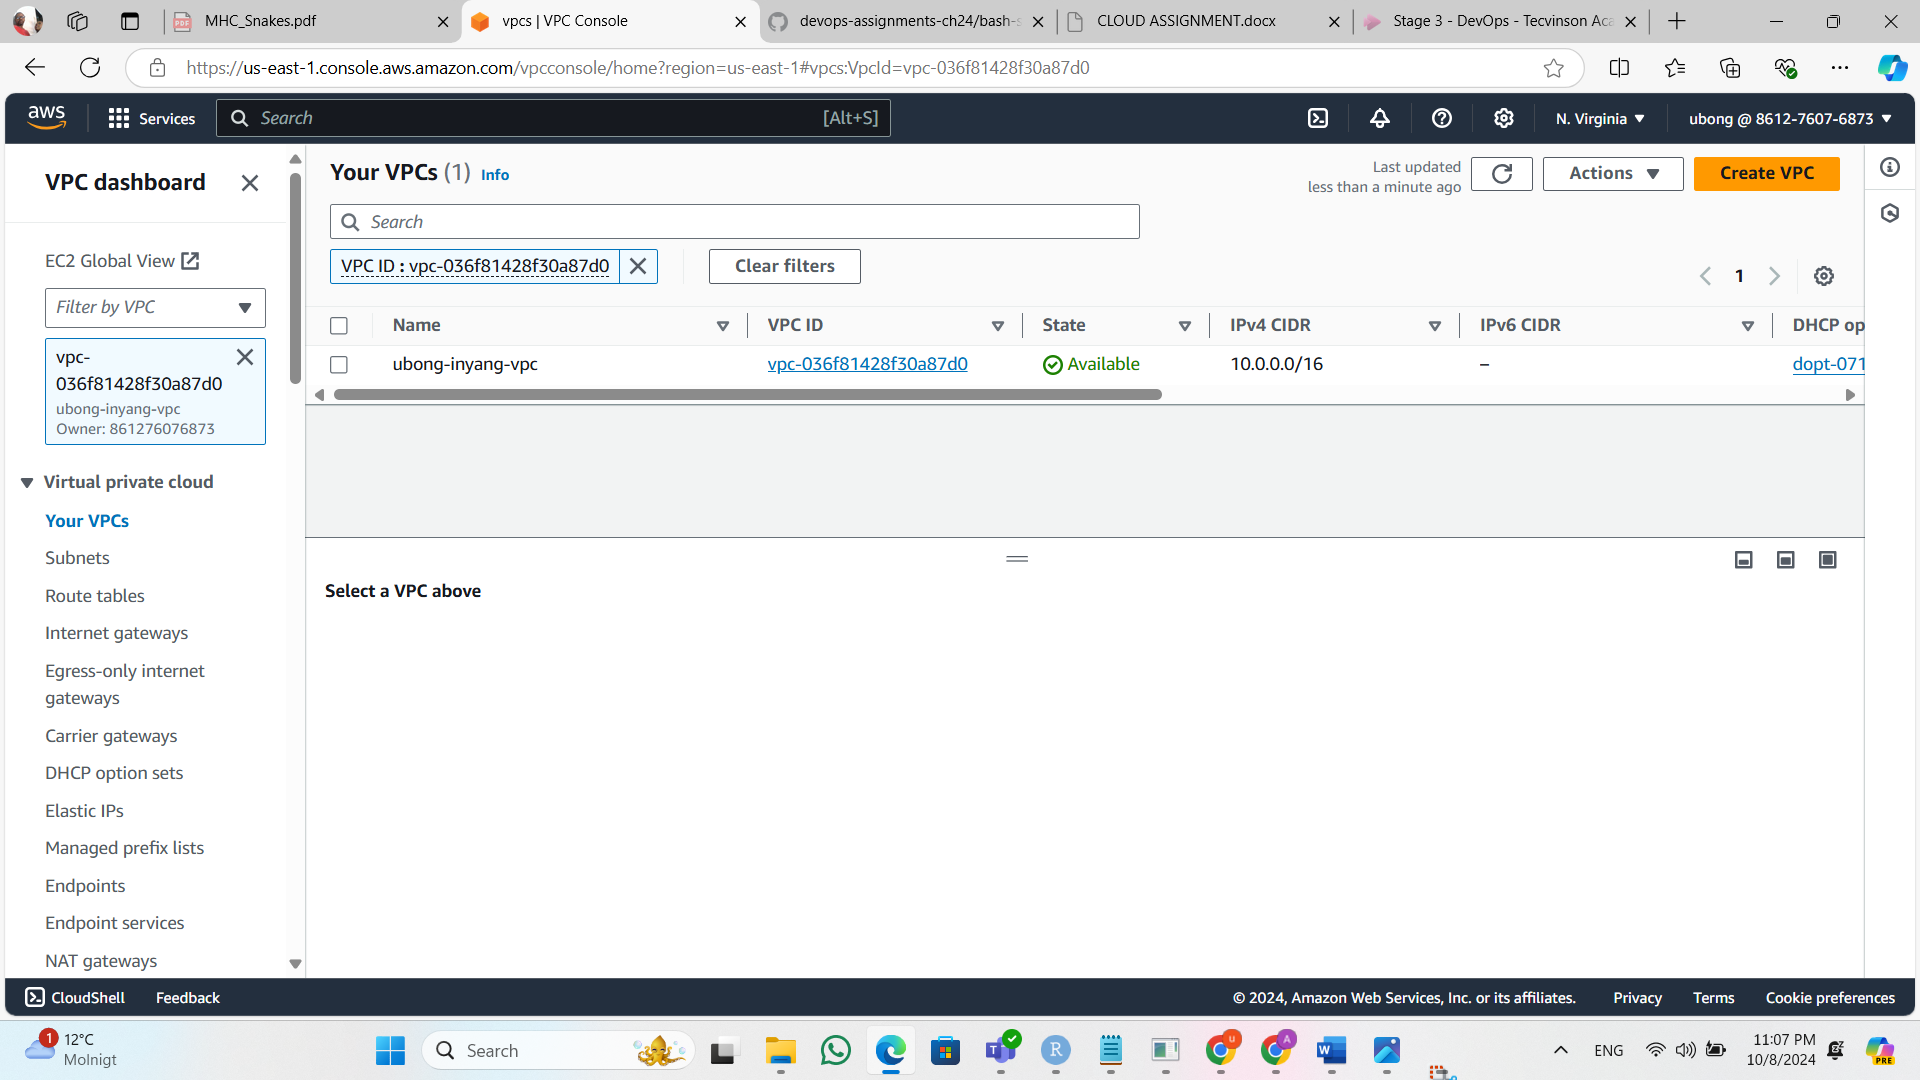 MHC_Snakes.pdf
vpcs | VPC Console
devops-assignments-ch24/bash-s
CLOUD ASSIGNMENT.docx
Stage 3 - DevOps - Tecvinson Aca
https://us-east-1.console.aws.amazon.com/vpcconsole/home?region=us-east-1#vpcs:VpcId=vpc-036f81428f30a87d0
aws
Services
Search
[Alt+S]
N. Virginia
ubong @ 8612-7607-6873
VPC dashboard
EC2 Global View
Filter by VPC
vpc-
036f81428f30a87d0
ubong-inyang-vpc
Owner: 861276076873
Virtual private cloud
Your VPCs
Subnets
Route tables
Internet gateways
Egress-only internet
gateways
Carrier gateways
DHCP option sets
Elastic IPs
Managed prefix lists
Endpoints
Endpoint services
NAT gateways
Your VPCs (1) Info
Last updated
less than a minute ago
Actions
Create VPC
Search
VPC ID : vpc-036f81428f30a87d0
Clear filters
1
Name VPC ID State IPv4 CIDR IPv6 CIDR DHCP op
ubong-inyang-vpc vpc-036f81428f30a87d0 Available 10.0.0.0/16 – dopt-071
Select a VPC above
CloudShell Feedback
© 2024, Amazon Web Services, Inc. or its affiliates. Privacy Terms Cookie preferences
1
12°C
Molnigt
Search
ENG
11:07 PM
10/8/2024
PRE